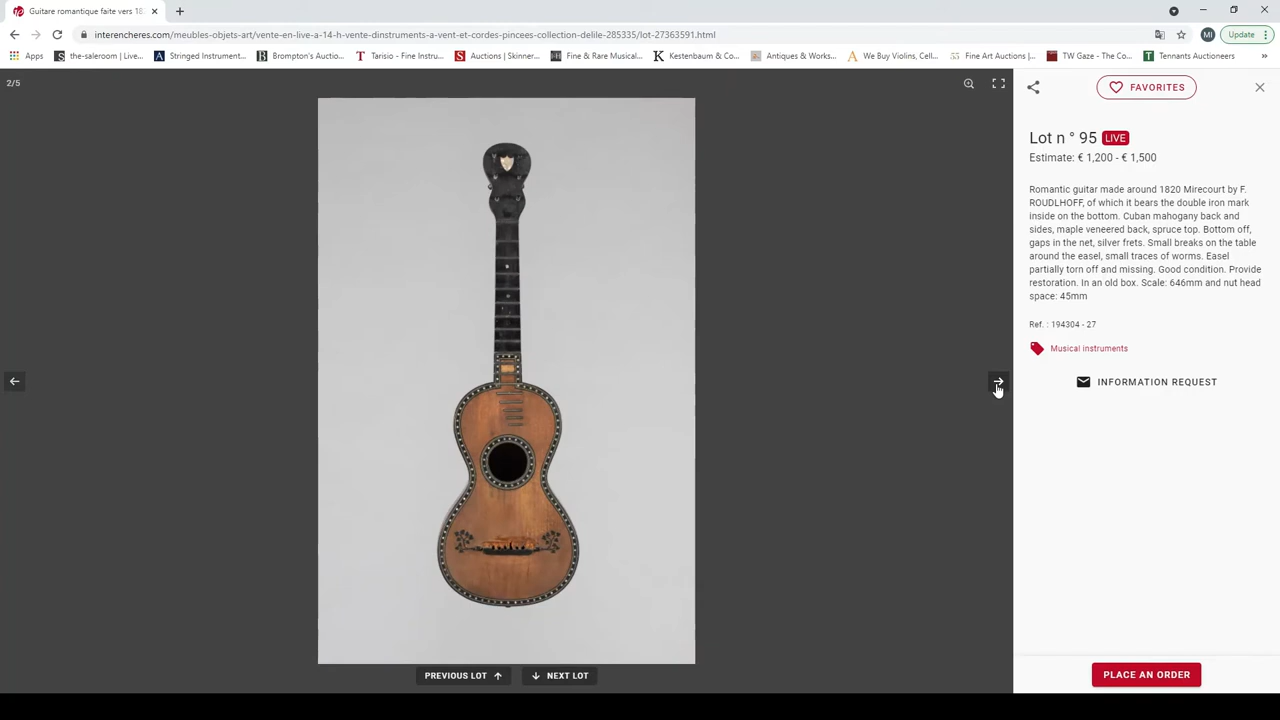 Guitare romantique faite vers 18
Update
interencheres.com/meubles-objets-art/vente-en-live-a-14-h-vente-dinstruments-a-vent-et-cordes-pincees-collection-delile-285335/lot-27363591.html
MI
Apps
the-saleroom | Live...
Stringed Instrument...
Brompton's Auctio...
Tarisio - Fine Instru...
Auctions | Skinner...
Fine & Rare Musical...
Kestenbaum & Co...
Antiques & Works...
We Buy Violins, Cell...
Fine Art Auctions |...
TW Gaze - The Co...
Tennants Auctioneers
»
2/5
FAVORITES
Lot n ° 95 LIVE
Estimate: € 1,200 - € 1,500
Romantic guitar made around 1820 Mirecourt by F.
ROUDLHOFF, of which it bears the double iron mark
inside on the bottom. Cuban mahogany back and
sides, maple veneered back, spruce top. Bottom off,
gaps in the net, silver frets. Small breaks on the table
around the easel, small traces of worms. Easel
partially torn off and missing. Good condition. Provide
restoration. In an old box. Scale: 646mm and nut head
space: 45mm
Ref. : 194304 - 27
Musical instruments
INFORMATION REQUEST
PREVIOUS LOT
NEXT LOT
PLACE AN ORDER